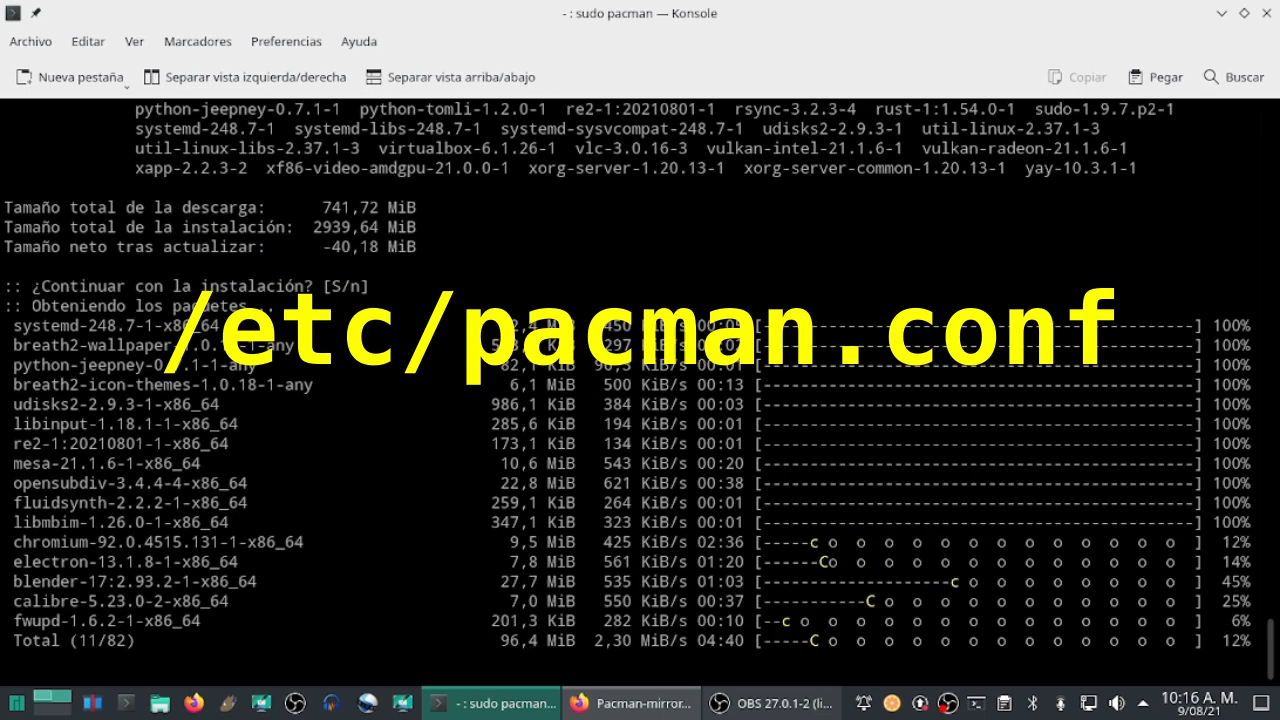 - : sudo pacman — Konsole
Archivo Editar Ver Marcadores Preferencias Ayuda
Nueva pestaña Separar vista izquierda/derecha Separar vista arriba/abajo Copiar Pegar Buscar
python-jeepney-0.7.1-1 python-tomli-1.2.0-1 re2-1:20210801-1 rsync-3.2.3-4 rust-1:1.54.0-1 sudo-1.9.7.p2-1
systemd-248.7-1 systemd-libs-248.7-1 systemd-sysvcompat-248.7-1 udisks2-2.9.3-1 util-linux-2.37.1-3
util-linux-libs-2.37.1-3 virtualbox-6.1.26-1 vlc-3.0.16-3 vulkan-intel-21.1.6-1 vulkan-radeon-21.1.6-1
xapp-2.2.3-2 xf86-video-amdgpu-21.0.0-1 xorg-server-1.20.13-1 xorg-server-common-1.20.13-1 yay-10.3.1-1
Tamaño total de la descarga: 741,72 MiB
Tamaño total de la instalación: 2939,64 MiB
Tamaño neto tras actualizar: -40,18 MiB
:: ¿Continuar con la instalación? [S/n]
:: Obteniendo los paquetes...
/etc/pacman.conf
systemd-248.7-1-x86_64 MiB 450 KiB/s [-----------------------------------------------] 100%
breath2-wallpaper 297 KiB/s [-----------------------------------------------] 100%
python-jeepney-0.7.1-1-any KiB/s 00:01 [-----------------------------------------------] 100%
breath2-icon-themes-1.0.18-1-any 6,1 MiB 500 KiB/s 00:13 [-----------------------------------------------] 100%
udisks2-2.9.3-1-x86_64 986,1 KiB 384 KiB/s 00:03 [-----------------------------------------------] 100%
libinput-1.18.1-1-x86_64 285,6 KiB 194 KiB/s 00:01 [-----------------------------------------------] 100%
re2-1:20210801-1-x86_64 173,1 KiB 134 KiB/s 00:01 [-----------------------------------------------] 100%
mesa-21.1.6-1-x86_64 10,6 MiB 543 KiB/s 00:20 [-----------------------------------------------] 100%
opensubdiv-3.4.4-4-x86_64 22,8 MiB 621 KiB/s 00:38 [-----------------------------------------------] 100%
fluidsynth-2.2.2-1-x86_64 259,1 KiB 264 KiB/s 00:01 [-----------------------------------------------] 100%
libmbim-1.26.0-1-x86_64 347,1 KiB 323 KiB/s 00:01 [-----------------------------------------------] 100%
chromium-92.0.4515.131-1-x86_64 9,5 MiB 425 KiB/s 02:36 [-----c o o o o o o o o o o o o o ] 12%
electron-13.1.8-1-x86_64 7,8 MiB 561 KiB/s 01:20 [------Co o o o o o o o o o o o o ] 14%
blender-17:2.93.2-1-x86_64 27,7 MiB 535 KiB/s 01:03 [--------------------c o o o o o o o o ] 45%
calibre-5.23.0-2-x86_64 7,0 MiB 550 KiB/s 00:37 [-----------C o o o o o o o o o o o ] 25%
fwupd-1.6.2-1-x86_64 201,3 KiB 282 KiB/s 00:10 [--c o o o o o o o o o o o o o o ] 6%
Total (11/82) 96,4 MiB 2,30 MiB/s 04:40 [-----C o o o o o o o o o o o o o ] 12%
- : sudo pacman... Pacman-mirror... OBS 27.0.1-2 (li... 10:16 A. M.
9/08/21